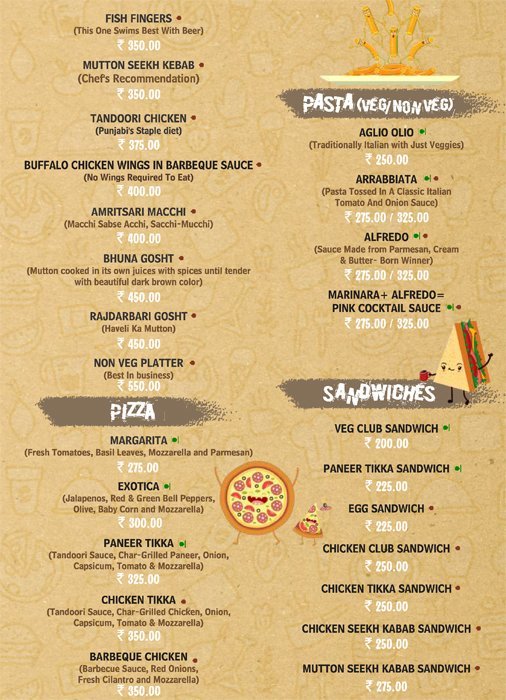 FISH FINGERS
(This One Swims Best With Beer)
₹ 350.00
MUTTON SEEKH KEBAB
(Chef's Recommendation)
₹ 350.00
TANDOORI CHICKEN
(Punjabi's Staple diet)
₹ 375.00
BUFFALO CHICKEN WINGS IN BARBEQUE SAUCE
(No Wings Required To Eat)
₹ 400.00
AMRITSARI MACCHI
(Macchi Sabse Acchi, Sacchi-Mucchi)
₹ 400.00
BHUNA GOSHT
(Mutton cooked in its own juices with spices until tender
with beautiful dark brown color)
₹ 450.00
RAJDARBARI GOSHT
(Haveli Ka Mutton)
₹ 450.00
NON VEG PLATTER
(Best In business)
₹ 550.00
PIZZA
MARGARITA
(Fresh Tomatoes, Basil Leaves, Mozzarella and Parmesan)
₹ 275.00
EXOTICA
(Jalapenos, Red & Green Bell Peppers,
Olive, Baby Corn and Mozzarella)
₹ 300.00
PANEER TIKKA
(Tandoori Sauce, Char-Grilled Paneer, Onion,
Capsicum, Tomato & Mozzarella)
₹ 325.00
CHICKEN TIKKA
(Tandoori Sauce, Char-Grilled Chicken, Onion,
Capsicum, Tomato & Mozzarella)
₹ 350.00
BARBEQUE CHICKEN
(Barbecue Sauce, Red Onions,
Fresh Cilantro and Mozzarella)
₹ 350.00
PASTA (VEG/NON VEG)
AGLIO OLIO
(Traditionally Italian with Just Veggies)
₹ 250.00
ARRABBIATA
(Pasta Tossed In A Classic Italian
Tomato And Onion Sauce)
₹ 275.00 / 325.00
ALFREDO
(Sauce Made from Parmesan, Cream
& Butter- Born Winner)
₹ 275.00 / 325.00
MARINARA+ ALFREDO=
PINK COCKTAIL SAUCE
₹ 275.00 / 325.00
SANDWICHES
VEG CLUB SANDWICH
₹ 200.00
PANEER TIKKA SANDWICH
₹ 225.00
EGG SANDWICH
₹ 225.00
CHICKEN CLUB SANDWICH
₹ 250.00
CHICKEN TIKKA SANDWICH
₹ 250.00
CHICKEN SEEKH KABAB SANDWICH
₹ 250.00
MUTTON SEEKH KABAB SANDWICH
₹ 275.00